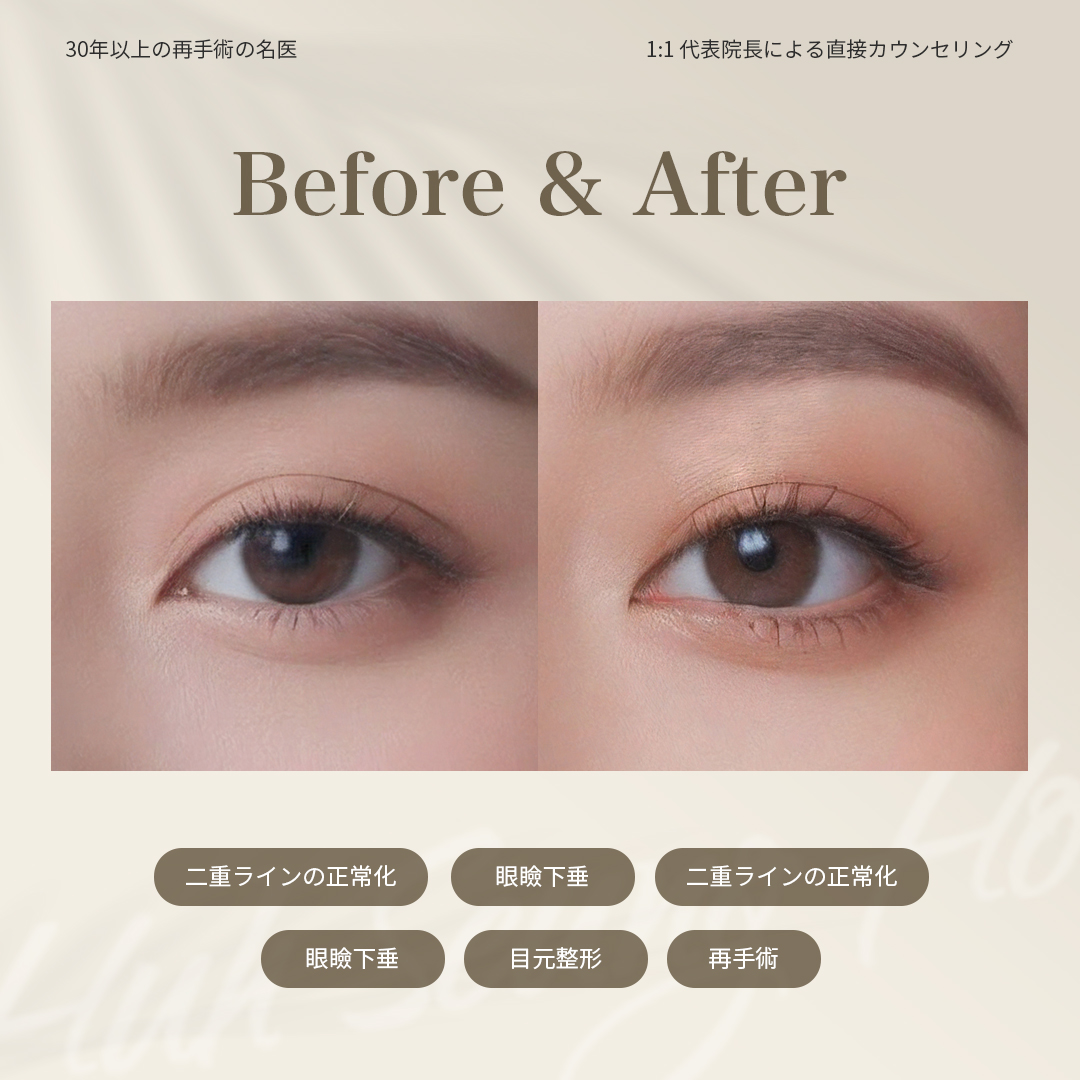 30年以上の再手術の名医
1:1 代表院長による直接カウンセリング
Before & After
二重ラインの正常化
眼瞼下垂
二重ラインの正常化
眼瞼下垂
目元整形
再手術